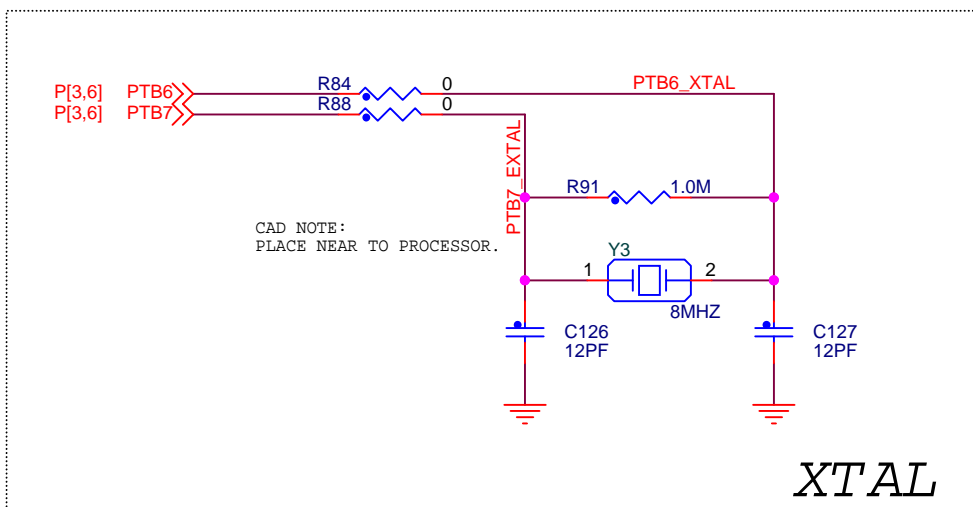 P[3,6] PTB6 R84 0 PTB6_XTAL
P[3,6] PTB7 R88 0
PTB7_EXTAL
R91 1.0M
CAD NOTE:
PLACE NEAR TO PROCESSOR.
Y3
1 2
8MHZ
C126
12PF
C127
12PF
XTAL